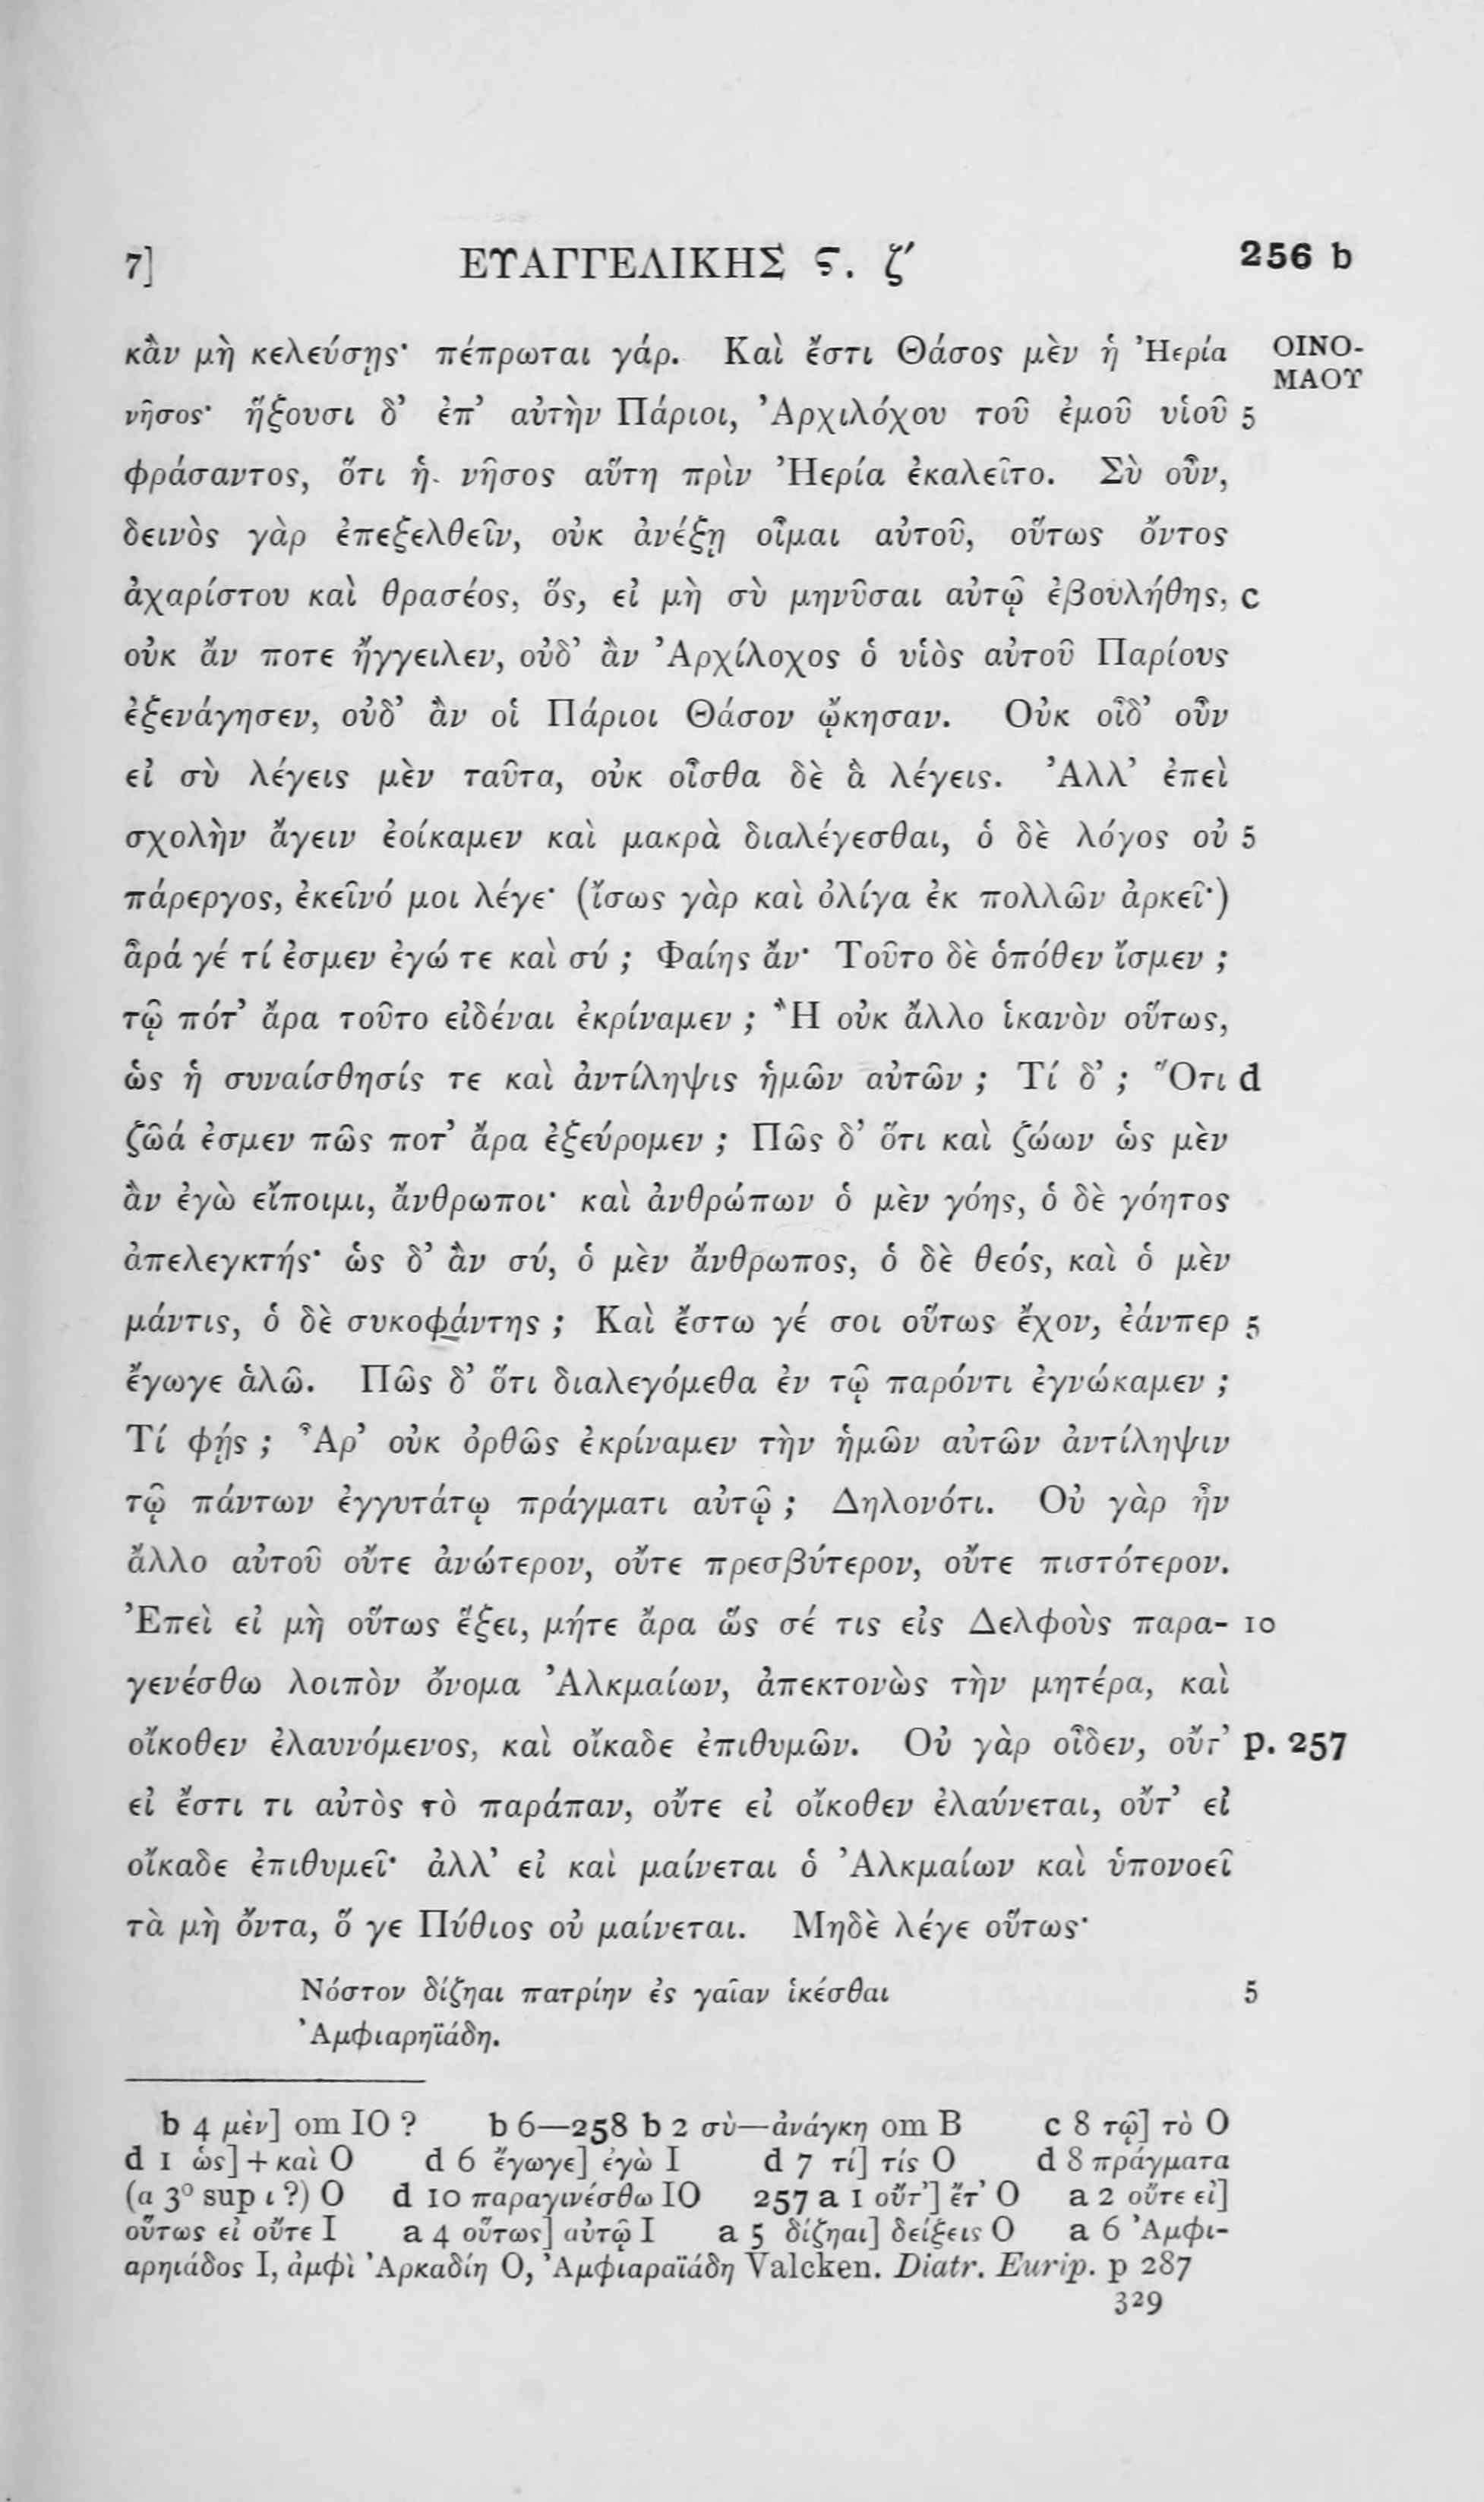 7] ΕΥΑΓΓΕΛΙΚΗΣ ϛ. ζ′ 256 b
κἂν μὴ κελεύσῃς· πέπρωται γάρ. Καὶ ἔστι Θάσος μὲν ἡ Ἠερία ΟΙΝΟ-
ΜΑΟΥ
νῆσος· ἥξουσι δ’ ἐπ’ αὐτὴν Πάριοι, Ἀρχιλόχου τοῦ ἐμοῦ υἱοῦ 5
φράσαντος, ὅτι ἡ νῆσος αὕτη πρὶν Ἠερία ἐκαλεῖτο. Σὺ οὖν,
δεινὸς γὰρ ἐπεξελθεῖν, οὐκ ἀνέξῃ οἶμαι αὐτοῦ, οὕτως ὄντος
ἀχαρίστου καὶ θρασέος, ὅς, εἰ μὴ σὺ μηνῦσαι αὐτῷ ἐβουλήθης, c
οὐκ ἄν ποτε ἤγγειλεν, οὐδ’ ἂν Ἀρχίλοχος ὁ υἱὸς αὐτοῦ Παρίους
ἐξενάγησεν, οὐδ’ ἂν οἱ Πάριοι Θάσον ᾤκησαν. Οὐκ οἶδ’ οὖν
εἰ σὺ λέγεις μὲν ταῦτα, οὐκ οἶσθα δὲ ἃ λέγεις. Ἀλλ’ ἐπεὶ
σχολὴν ἄγειν ἐοίκαμεν καὶ μακρὰ διαλέγεσθαι, ὁ δὲ λόγος οὐ 5
πάρεργος, ἐκεῖνό μοι λέγε· (ἴσως γὰρ καὶ ὀλίγα ἐκ πολλῶν ἀρκεῖ·)
ἆρά γέ τί ἐσμεν ἐγώ τε καὶ σύ ; Φαίης ἄν· Τοῦτο δὲ ὁπόθεν ἴσμεν ;
τῷ πότ’ ἄρα τοῦτο εἰδέναι ἐκρίναμεν ; Ἢ οὐκ ἄλλο ἱκανὸν οὕτως,
ὡς ἡ συναίσθησίς τε καὶ ἀντίληψις ἡμῶν αὐτῶν ; Τί δ’ ; Ὅτι d
ζῶά ἐσμεν πῶς ποτ’ ἄρα ἐξεύρομεν ; Πῶς δ’ ὅτι καὶ ζώων ὡς μὲν
ἂν ἐγὼ εἴποιμι, ἄνθρωποι· καὶ ἀνθρώπων ὁ μὲν γόης, ὁ δὲ γόητος
ἀπελεγκτής· ὡς δ’ ἂν σύ, ὁ μὲν ἄνθρωπος, ὁ δὲ θεός, καὶ ὁ μὲν
μάντις, ὁ δὲ συκοφάντης ; Καὶ ἔστω γέ σοι οὕτως ἔχον, ἐάνπερ 5
ἔγωγε ἁλῶ. Πῶς δ’ ὅτι διαλεγόμεθα ἐν τῷ παρόντι ἐγνώκαμεν ;
Τί φῄς ; Ἆρ’ οὐκ ὀρθῶς ἐκρίναμεν τὴν ἡμῶν αὐτῶν ἀντίληψιν
τῷ πάντων ἐγγυτάτῳ πράγματι αὐτῷ ; Δηλονότι. Οὐ γὰρ ἦν
ἄλλο αὐτοῦ οὔτε ἀνώτερον, οὔτε πρεσβύτερον, οὔτε πιστότερον.
Ἐπεὶ εἰ μὴ οὕτως ἕξει, μήτε ἄρα ὥς σέ τις εἰς Δελφοὺς παρα- 10
γενέσθω λοιπὸν ὄνομα Ἀλκμαίων, ἀπεκτονὼς τὴν μητέρα, καὶ
οἴκοθεν ἐλαυνόμενος, καὶ οἴκαδε ἐπιθυμῶν. Οὐ γὰρ οἶδεν, οὔτ’ p. 257
εἰ ἔστι τι αὐτὸς τὸ παράπαν, οὔτε εἰ οἴκοθεν ἐλαύνεται, οὔτ’ εἰ
οἴκαδε ἐπιθυμεῖ· ἀλλ’ εἰ καὶ μαίνεται ὁ Ἀλκμαίων καὶ ὑπονοεῖ
τὰ μὴ ὄντα, ὅ γε Πύθιος οὐ μαίνεται. Μηδὲ λέγε οὕτως·
Νόστον δίζηαι πατρίην ἐς γαῖαν ἱκέσθαι 5
Ἀμφιαρηϊάδη.
b 4 μὲν] om IO ? b 6—258 b 2 σὺ—ἀνάγκη om B c 8 τῷ] τὸ O
d 1 ὡς] + καὶ O d 6 ἔγωγε] ἐγὼ I d 7 τί] τίς O d 8 πράγματα
(α 3º sup ι ?) O d 10 παραγινέσθω IO 257 a 1 οὔτ’] ἔτ’ O a 2 οὔτε εἰ]
οὕτως εἰ οὔτε I a 4 οὕτως] αὐτῷ I a 5 δίζηαι] δείξεις O a 6 Ἀμφι-
αρηιάδος I, ἀμφὶ Ἀρκαδίη O, Ἀμφιαραϊάδη Valcken. Diatr. Eurip. p 287
329